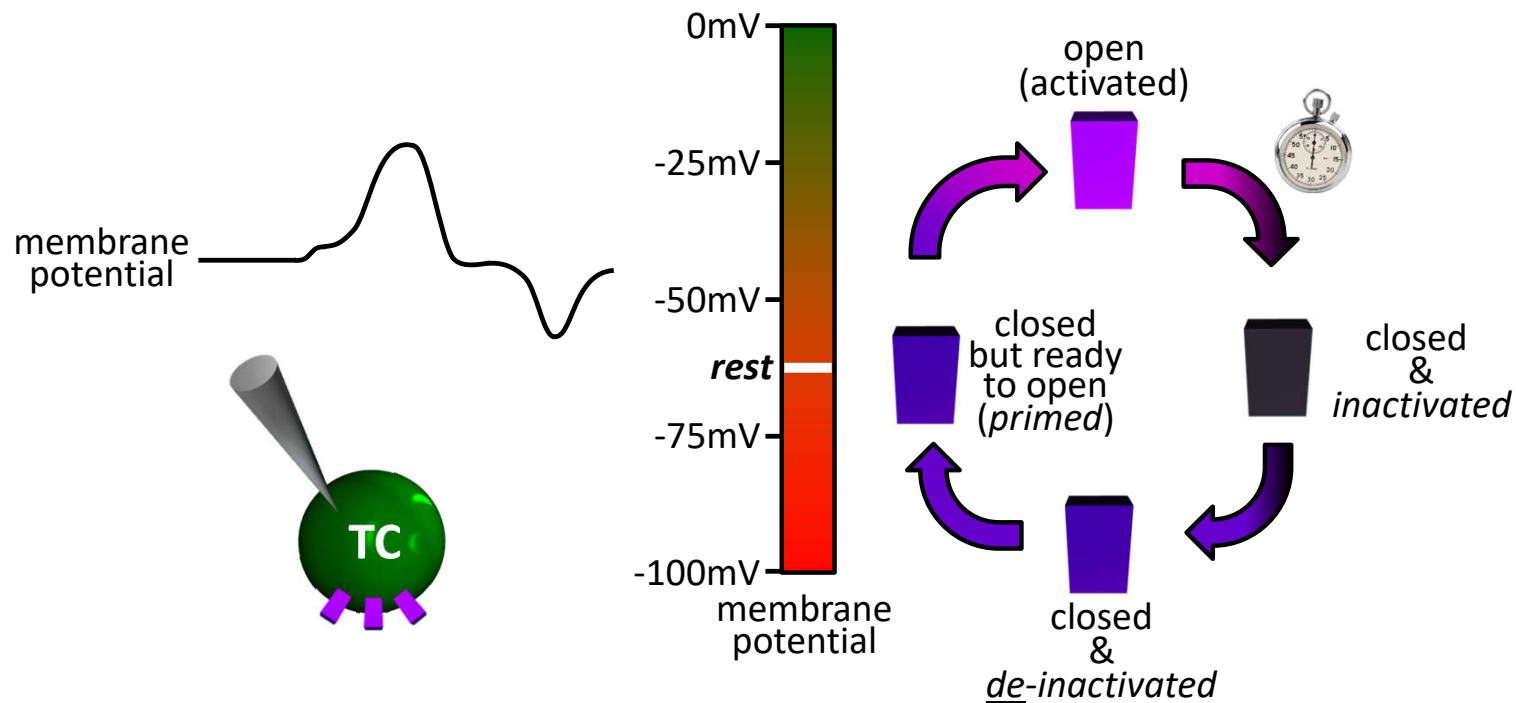 membrane
potential
TC
0mV
-25mV
-50mV
rest
-75mV
-100mV
membrane
potential
open
(activated)
closed
but ready
to open
(primed)
closed
&
inactivated
closed
&
de-inactivated